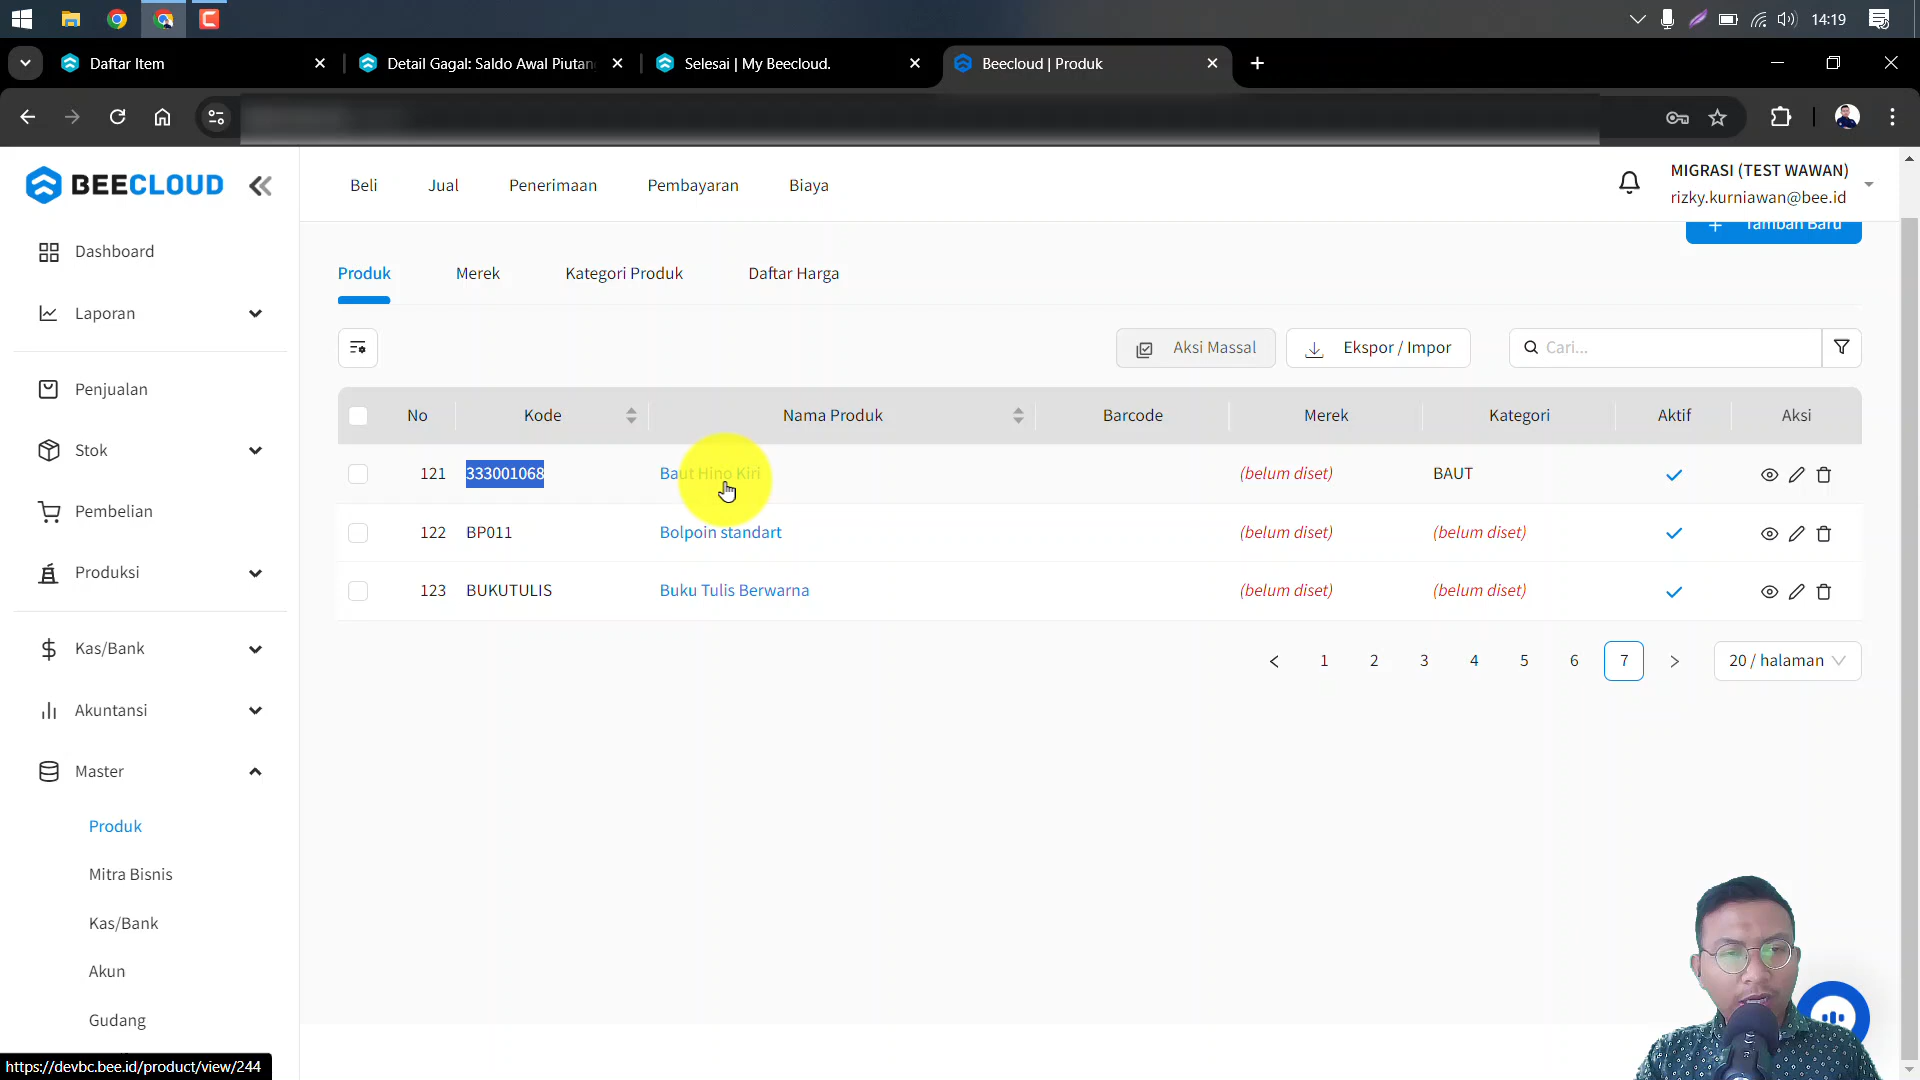 14:19
Daftar Item
Detail Gagal: Saldo Awal Piutan
Selesai | My Beecloud.
Beecloud | Produk
BEECLOUD
Beli
Jual
Penerimaan
Pembayaran
Biaya
MIGRASI (TEST WAWAN)
rizky.kurniawan@bee.id
Tambah Baru
Dashboard
Laporan
Penjualan
Stok
Pembelian
Produksi
Kas/Bank
Akuntansi
Master
Produk
Mitra Bisnis
Kas/Bank
Akun
Gudang
Produk
Merek
Kategori Produk
Daftar Harga
Aksi Massal
Ekspor / Impor
Cari...
No Kode Nama Produk Barcode Merek Kategori Aktif Aksi
121 333001068 Baut Hino Kiri (belum diset) BAUT
122 BP011 Bolpoin standart (belum diset) (belum diset)
123 BUKUTULIS Buku Tulis Berwarna (belum diset) (belum diset)
< 1 2 3 4 5 6 7 > 20 / halaman
https://devbc.bee.id/product/view/244